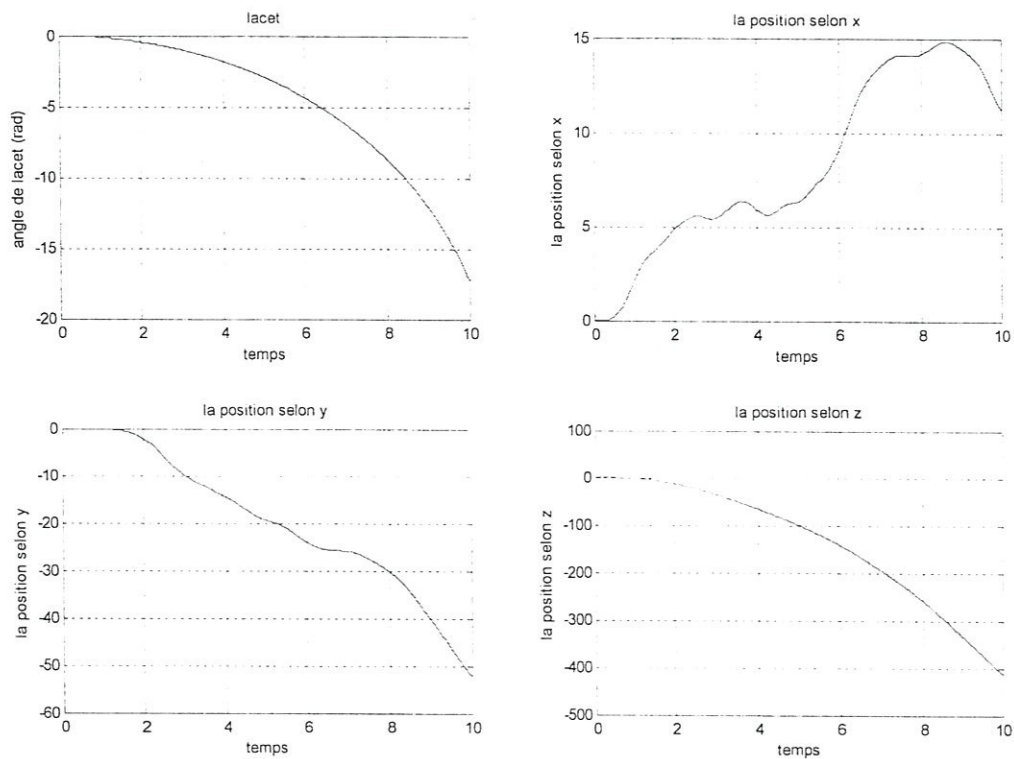 lacet
0
-5
-10
-15
-20
angle de lacet (rad)
0 2 4 6 8 10
temps
la position selon x
15
10
5
0
la position selon x
0 2 4 6 8 10
temps
la position selon y
0
-10
-20
-30
-40
-50
-60
la position selon y
0 2 4 6 8 10
temps
la position selon z
100
0
-100
-200
-300
-400
-500
la position selon z
0 2 4 6 8 10
temps